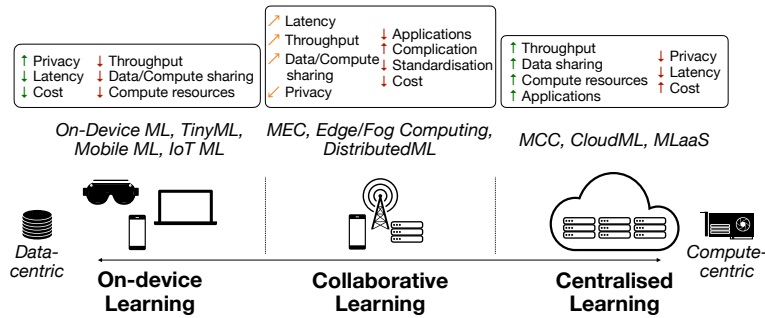 ↑ Privacy
↓ Latency
↓ Cost
↓ Throughput
↓ Data/Compute sharing
↓ Compute resources
↗ Latency
↗ Throughput
↗ Data/Compute
sharing
↙ Privacy
↓ Applications
↑ Complication
↓ Standardisation
↓ Cost
↑ Throughput
↑ Data sharing
↑ Compute resources
↑ Applications
↓ Privacy
↓ Latency
↑ Cost
On-Device ML, TinyML,
Mobile ML, IoT ML
MEC, Edge/Fog Computing,
DistributedML
MCC, CloudML, MLaaS
Data-
centric
Compute-
centric
On-device
Learning
Collaborative
Learning
Centralised
Learning